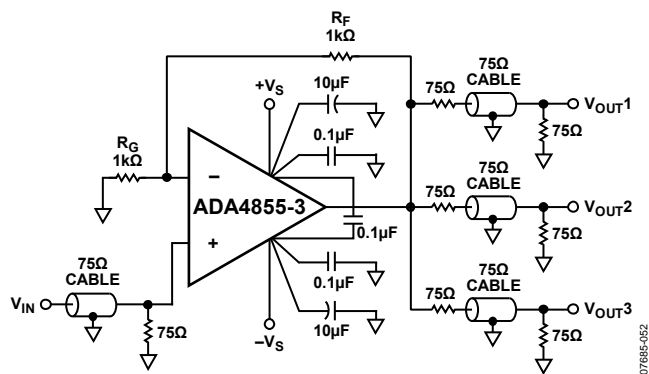 RF
1kΩ
75Ω
CABLE
+VS
10µF
75Ω
VOUT1
75Ω
0.1µF
RG
1kΩ
−
ADA4855-3
75Ω
CABLE
75Ω
VOUT2
75Ω
+
0.1µF
75Ω
CABLE
0.1µF
75Ω
CABLE
VIN
75Ω
−VS
10µF
75Ω
VOUT3
75Ω
07685-052